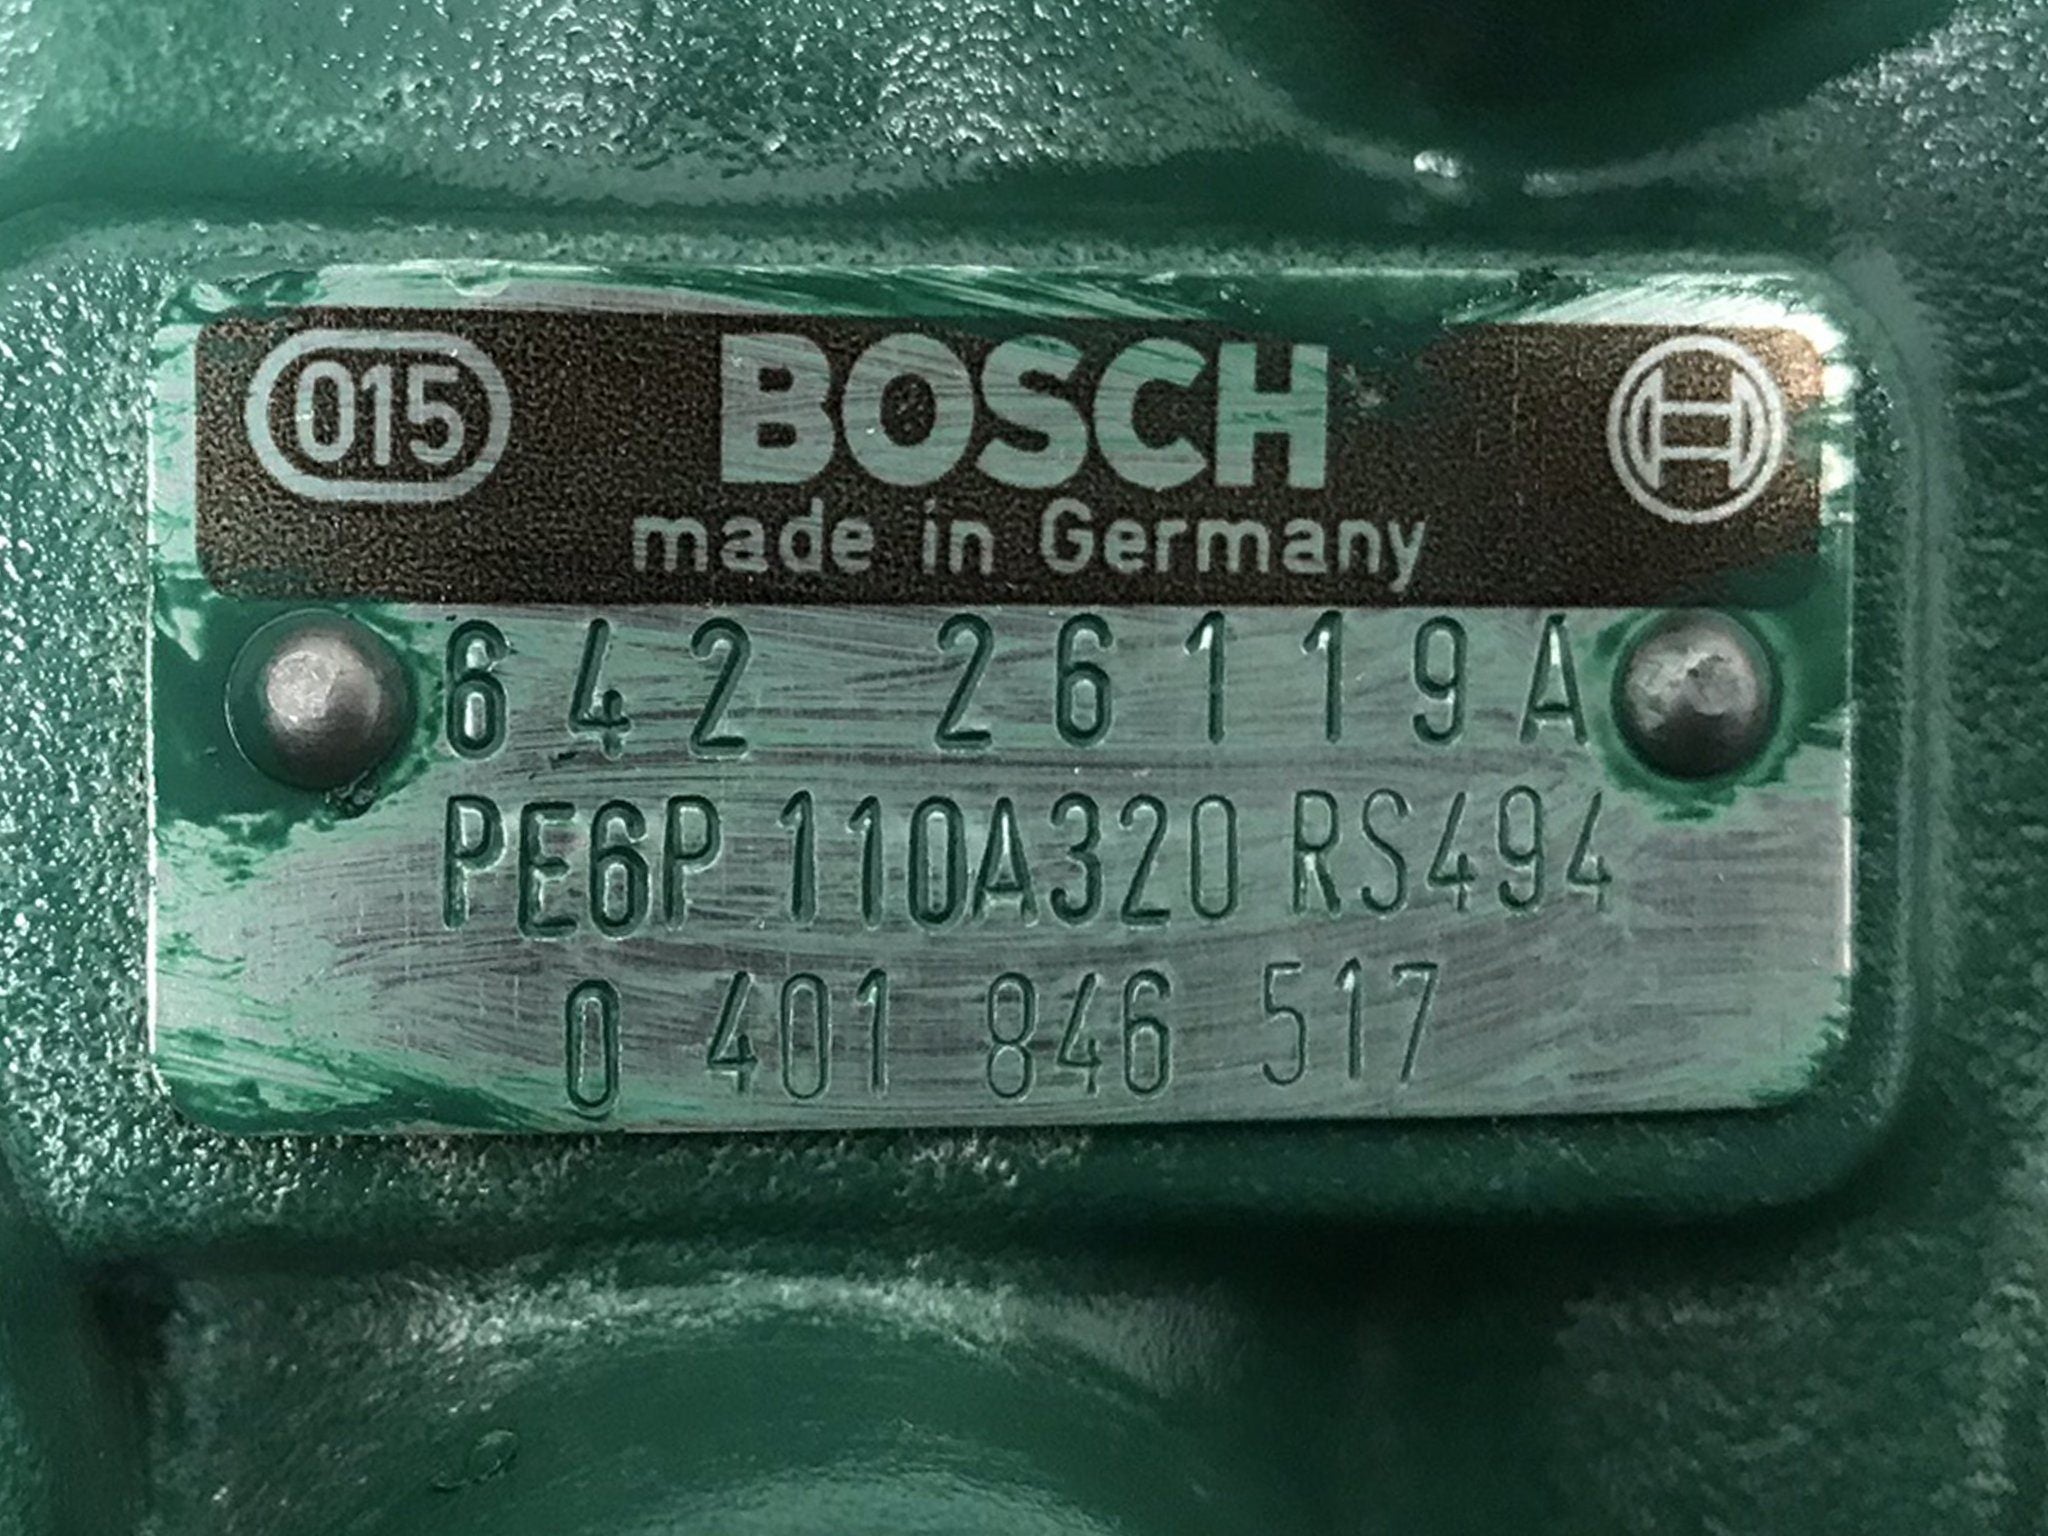 015 BOSCH
made in Germany
642 26119A
PE6P 110A320 RS494
0 401 846 517